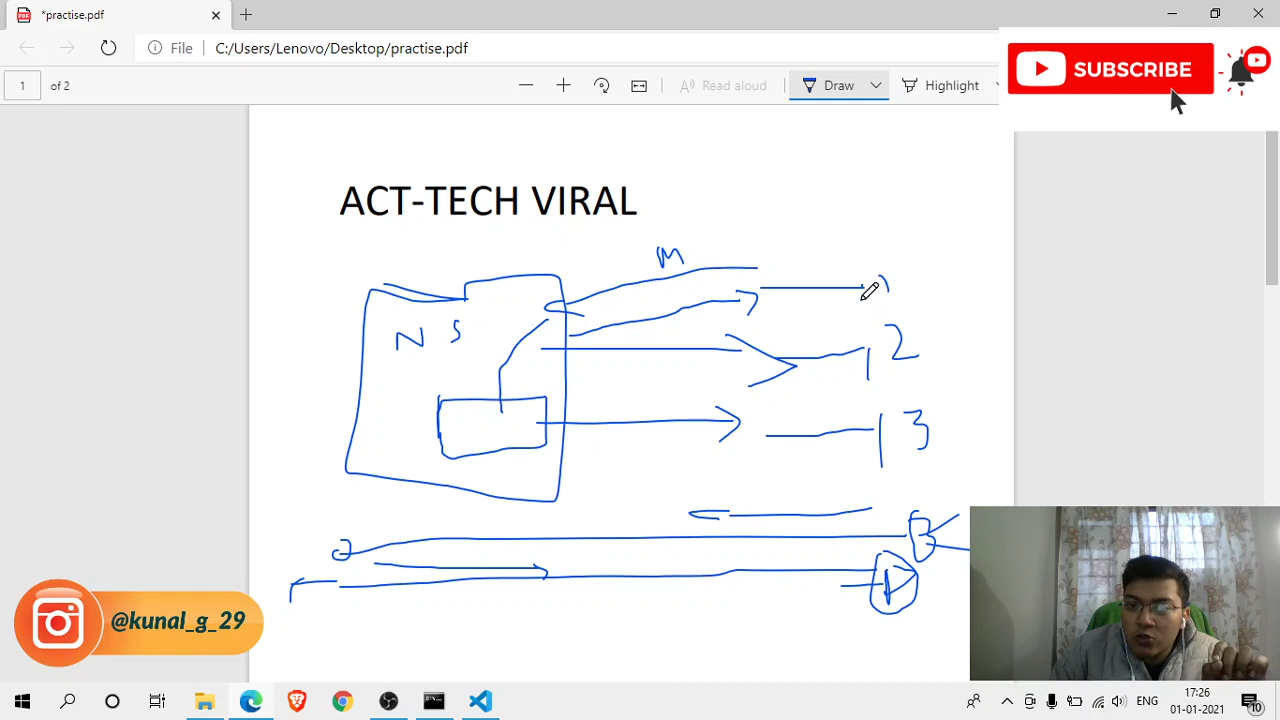 *practise.pdf
File C:/Users/Lenovo/Desktop/practise.pdf
SUBSCRIBE
1 of 2 Read aloud Draw Highlight
ACT-TECH VIRAL
M
N S
2
3
@kunal_g_29
ENG 17:26
01-01-2021
10